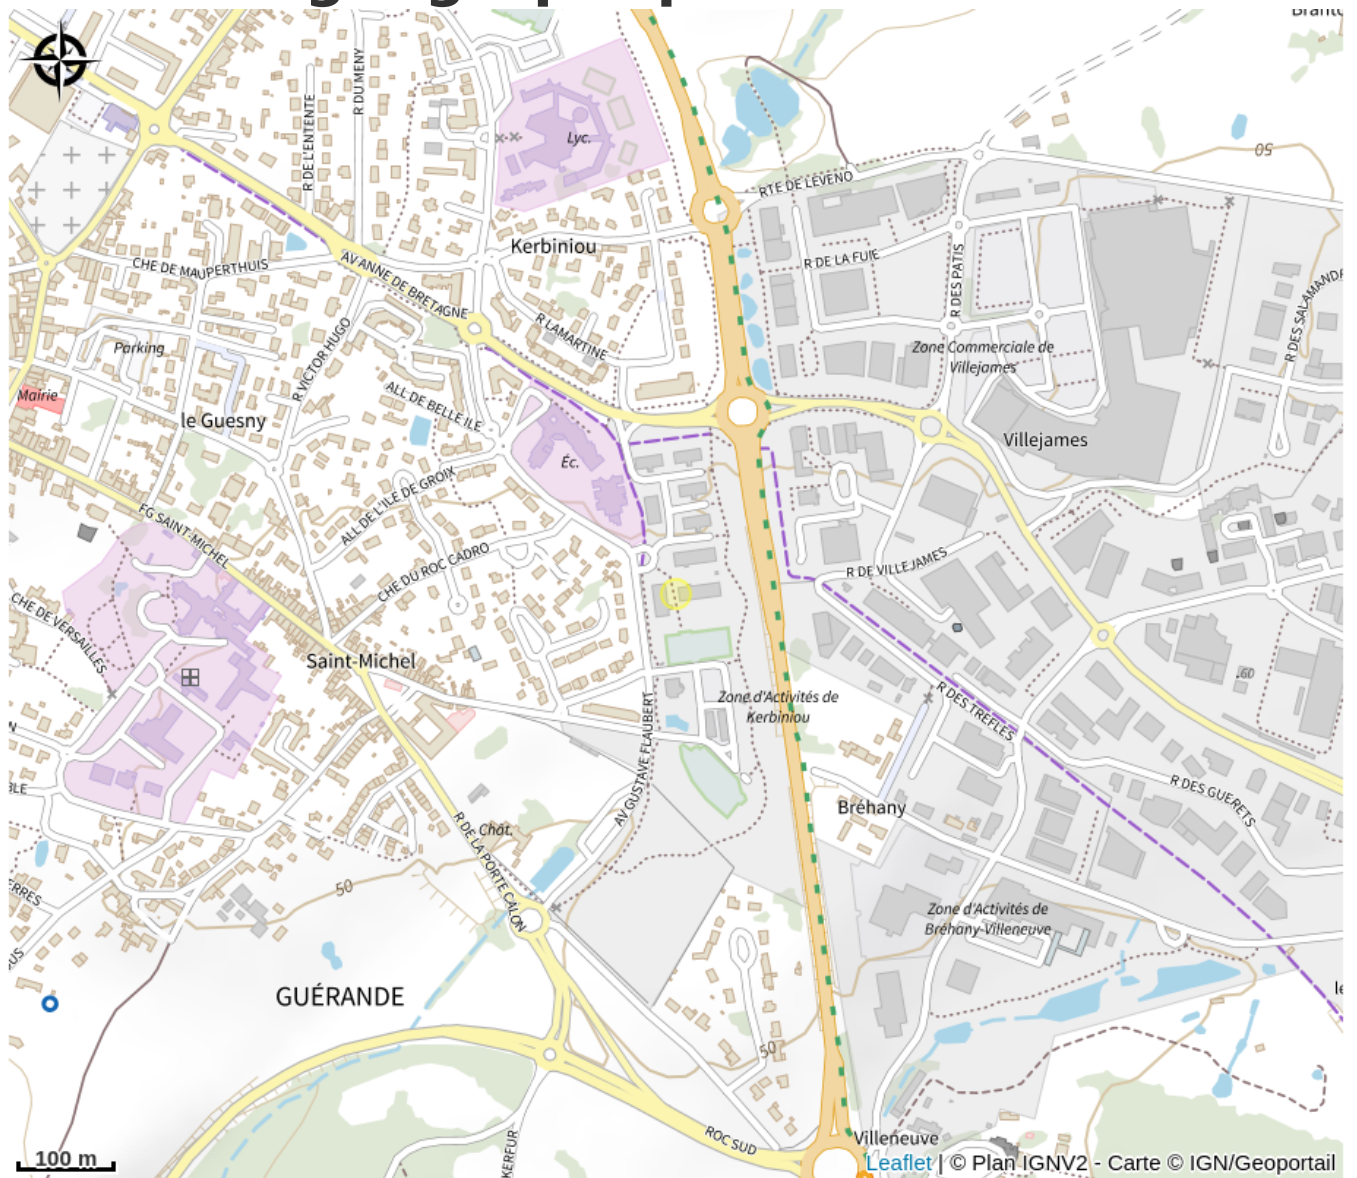 Lyc.
R DU MENY
R DE L'ENTENTE
RTE DE LEVENO
50
Kerbiniou
CHE DE MAUPERTHUIS
AV ANNE DE BRETAGNE
R DE LA FUIE
R DES PATIS
R LAMARTINE
Parking
R VICTOR HUGO
Zone Commerciale de
Villejames
Mairie
ALL DE BELLE ILE
le Guesny
Villejames
Éc.
ALL DE L'ILE DE GROIX
FG SAINT-MICHEL
CHE DU ROC CADRO
R DE VILLEJAMES
CHE DE VERSAILLES
Saint-Michel
60
Zone d'Activités de
Kerbiniou
R DES TREFLES
AV GUSTAVE FLAUBERT
R DES GUERETS
Bréhany
R DE LA PORTE CALON
Chât.
50
Zone d'Activités de
Bréhany-Villeneuve
GUÉRANDE
50
ROC SUD
Villeneuve
100 m
Leaflet | © Plan IGNV2 - Carte © IGN/Geoportail